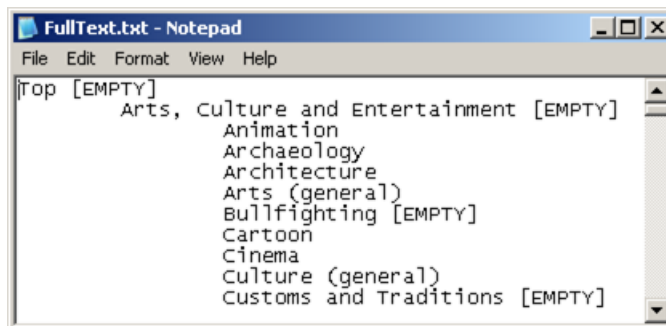 FullText.txt - Notepad
File Edit Format View Help
Top [EMPTY]
Arts, Culture and Entertainment [EMPTY]
Animation
Archaeology
Architecture
Arts (general)
Bullfighting [EMPTY]
Cartoon
Cinema
Culture (general)
Customs and Traditions [EMPTY]